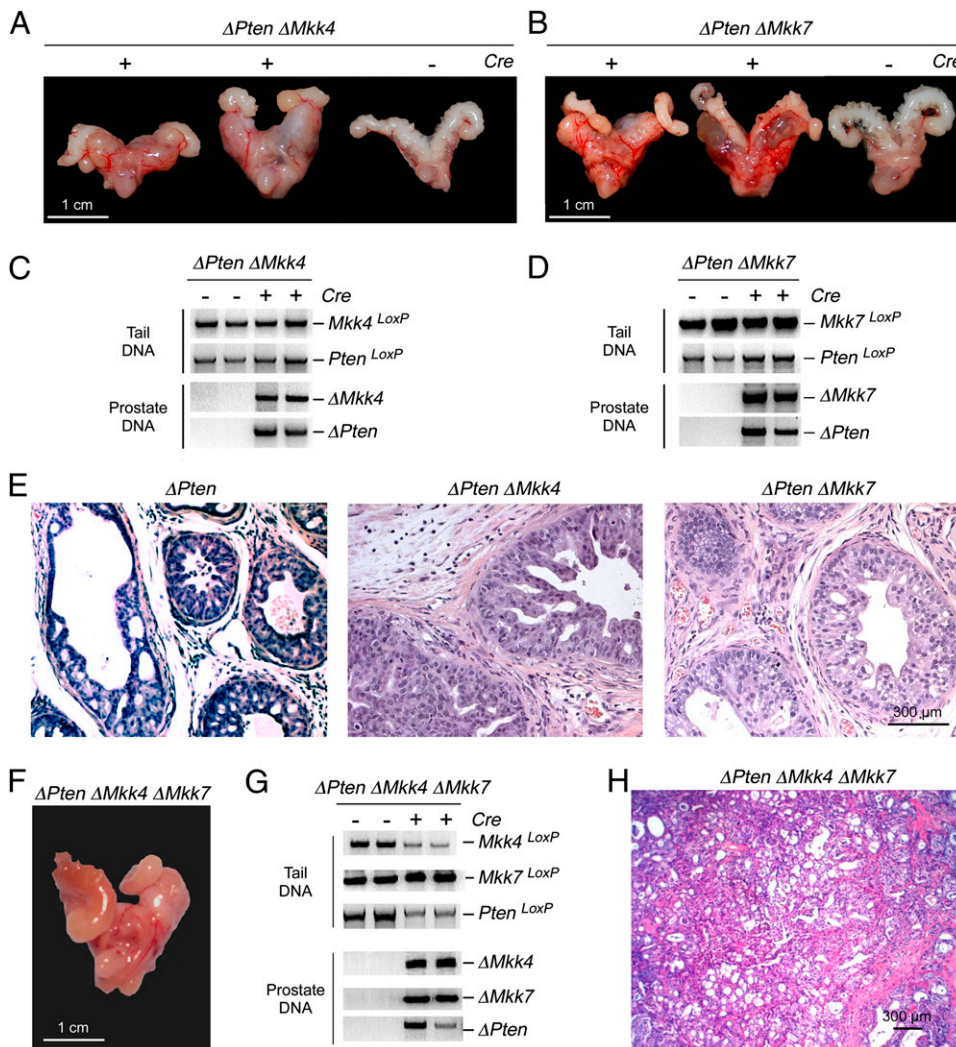 A
ΔPten ΔMkk4
+ + - Cre
1 cm
B
ΔPten ΔMkk7
+ + - Cre
1 cm
C
ΔPten ΔMkk4
- - + + Cre
Tail DNA
Mkk4 LoxP
Pten LoxP
Prostate DNA
ΔMkk4
ΔPten
D
ΔPten ΔMkk7
- - + + Cre
Tail DNA
Mkk7 LoxP
Pten LoxP
Prostate DNA
ΔMkk7
ΔPten
E
ΔPten
ΔPten ΔMkk4
ΔPten ΔMkk7
300 µm
F
ΔPten ΔMkk4 ΔMkk7
1 cm
G
ΔPten ΔMkk4 ΔMkk7
Cre
- - + +
Tail DNA
Mkk4 LoxP
Mkk7 LoxP
Pten LoxP
Prostate DNA
ΔMkk4
ΔMkk7
ΔPten
H
ΔPten ΔMkk4 ΔMkk7
300 µm